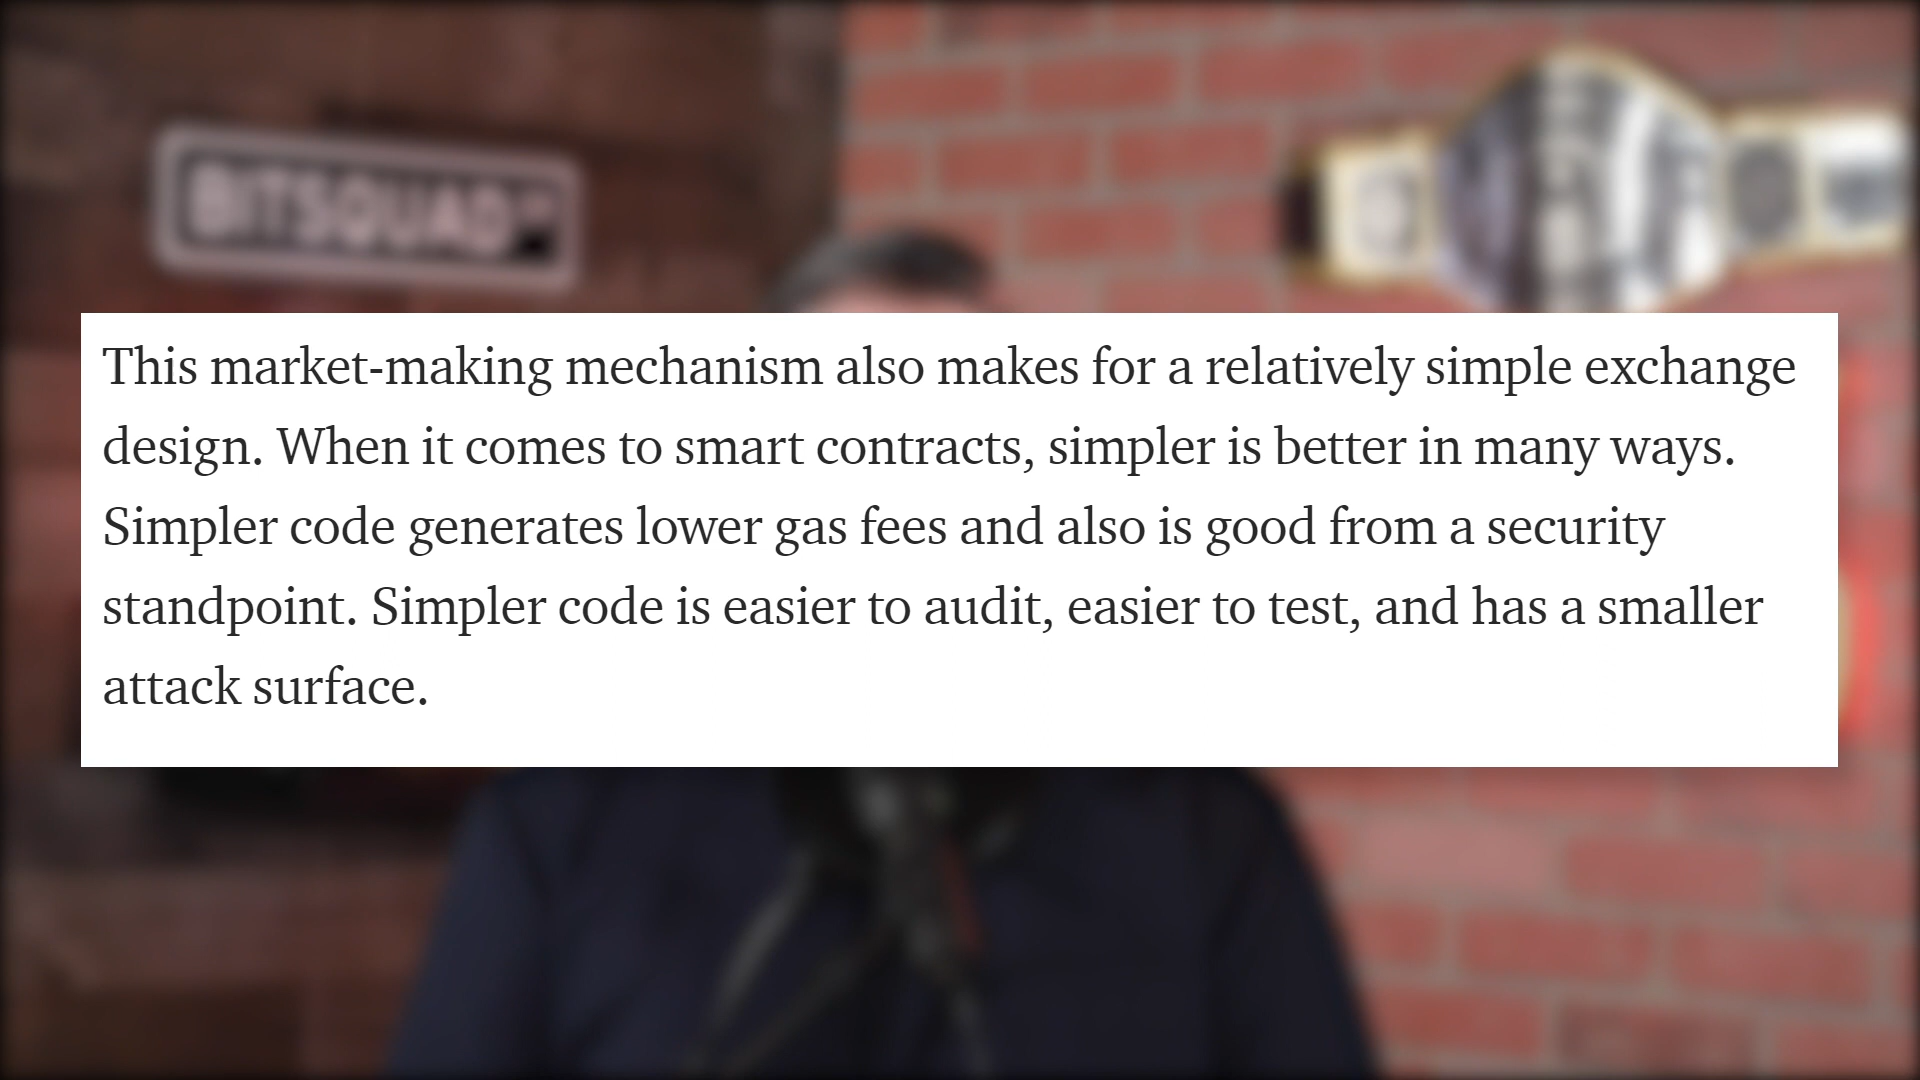 BITSQUAD
This market-making mechanism also makes for a relatively simple exchange
design. When it comes to smart contracts, simpler is better in many ways.
Simpler code generates lower gas fees and also is good from a security
standpoint. Simpler code is easier to audit, easier to test, and has a smaller
attack surface.